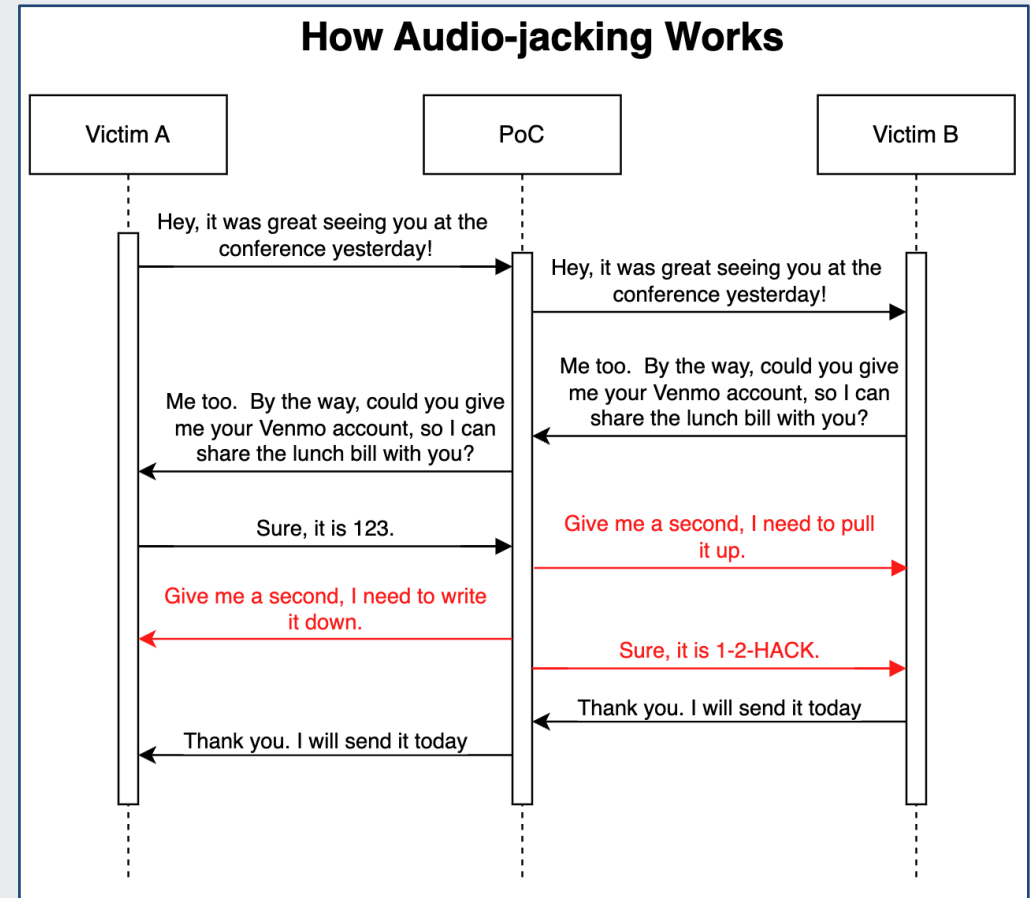 How Audio-jacking Works
Victim A
PoC
Victim B
Hey, it was great seeing you at the
conference yesterday!
Hey, it was great seeing you at the
conference yesterday!
Me too.  By the way, could you give
me your Venmo account, so I can
share the lunch bill with you?
Me too.  By the way, could you give
me your Venmo account, so I can
share the lunch bill with you?
Sure, it is 123.
Give me a second, I need to pull
it up.
Give me a second, I need to write
it down.
Sure, it is 1-2-HACK.
Thank you. I will send it today
Thank you. I will send it today